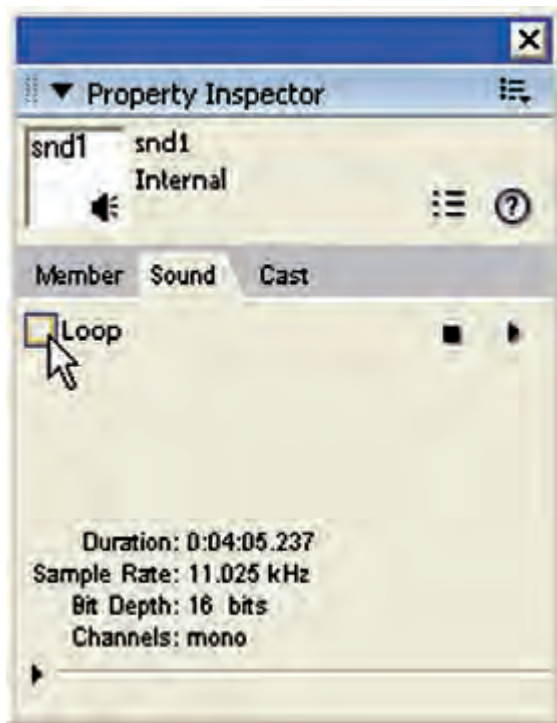 Property Inspector
snd1
snd1
Internal
Member Sound Cast
Loop
Duration: 0:04:05.237
Sample Rate: 11.025 kHz
Bit Depth: 16 bits
Channels: mono